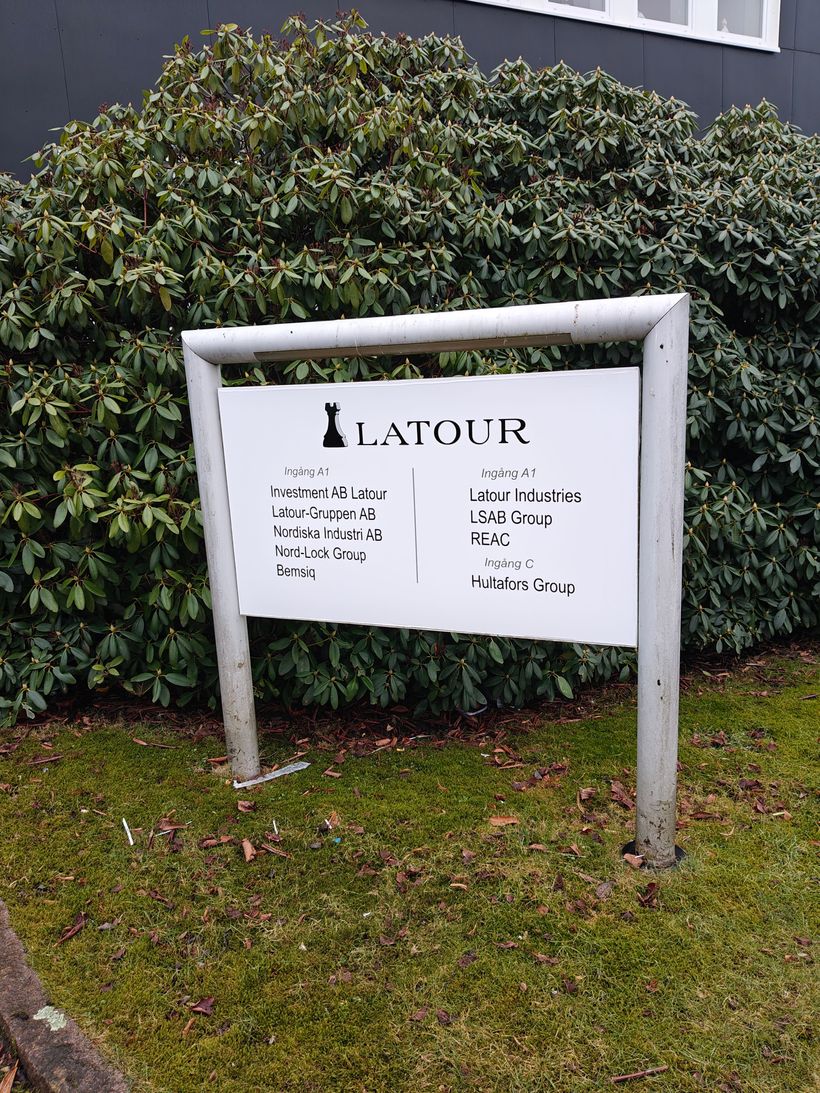 LATOUR
Ingång A1
Investment AB Latour
Latour-Gruppen AB
Nordiska Industri AB
Nord-Lock Group
Bemsiq
Ingång A1
Latour Industries
LSAB Group
REAC
Ingång C
Hultafors Group